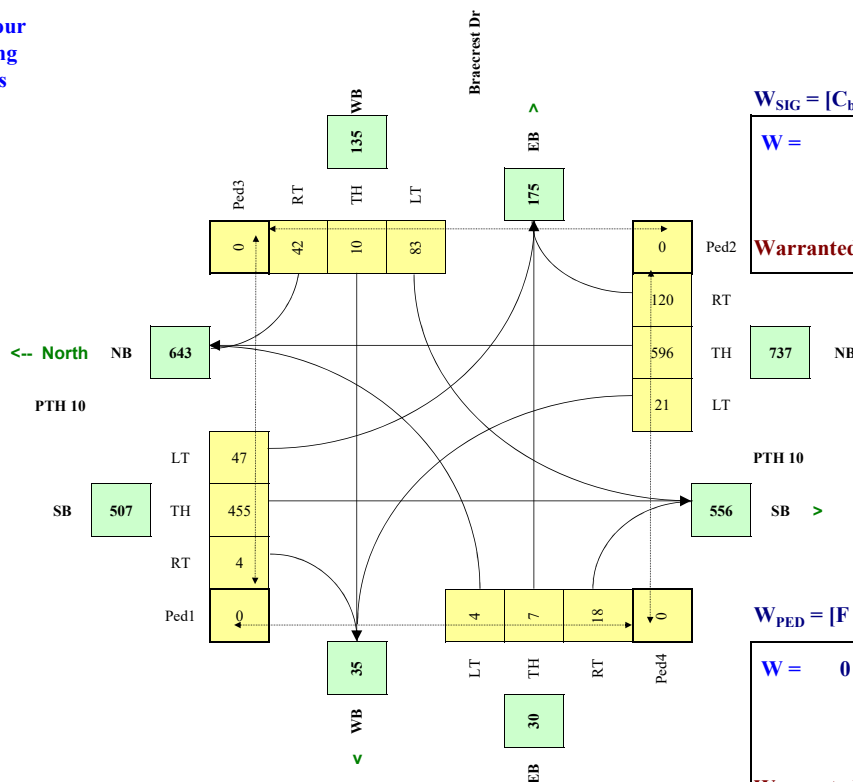 our
ng
s
Braecrest Dr
W_SIG = [C_b
W =
Warranted
WB
135
EB
^
175
Ped3
RT
TH
LT
0
42
10
83
0
Ped2
120
RT
<-- North
NB
643
596
TH
737
NB
PTH 10
21
LT
LT
47
PTH 10
SB
507
TH
455
556
SB
>
RT
4
Ped1
0
4
7
18
0
W_PED = [F
W = 0
35
LT
TH
RT
Ped4
WB
30
v
EB